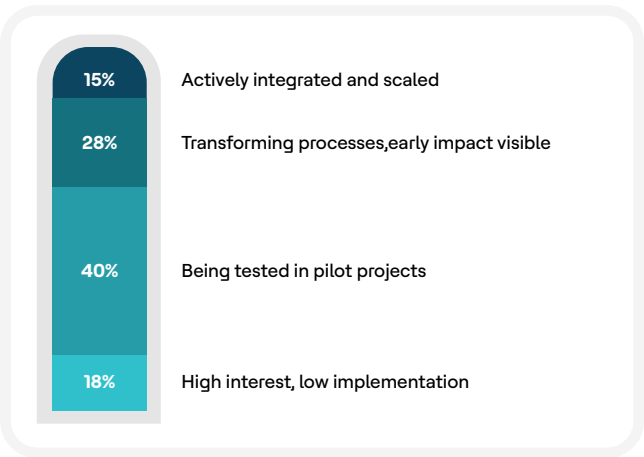 15% Actively integrated and scaled
28% Transforming processes,early impact visible
40% Being tested in pilot projects
18% High interest, low implementation